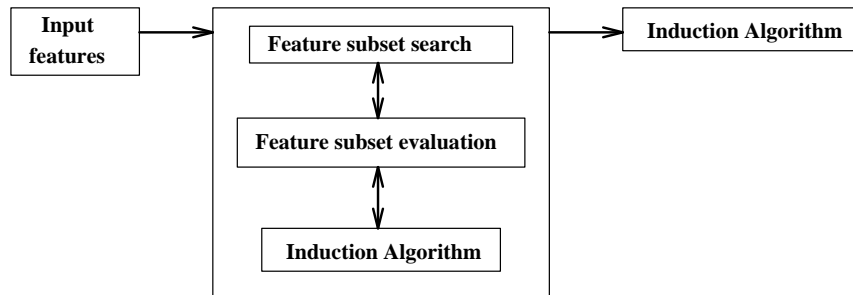 Input
features
Feature subset search
Feature subset evaluation
Induction Algorithm
Induction Algorithm